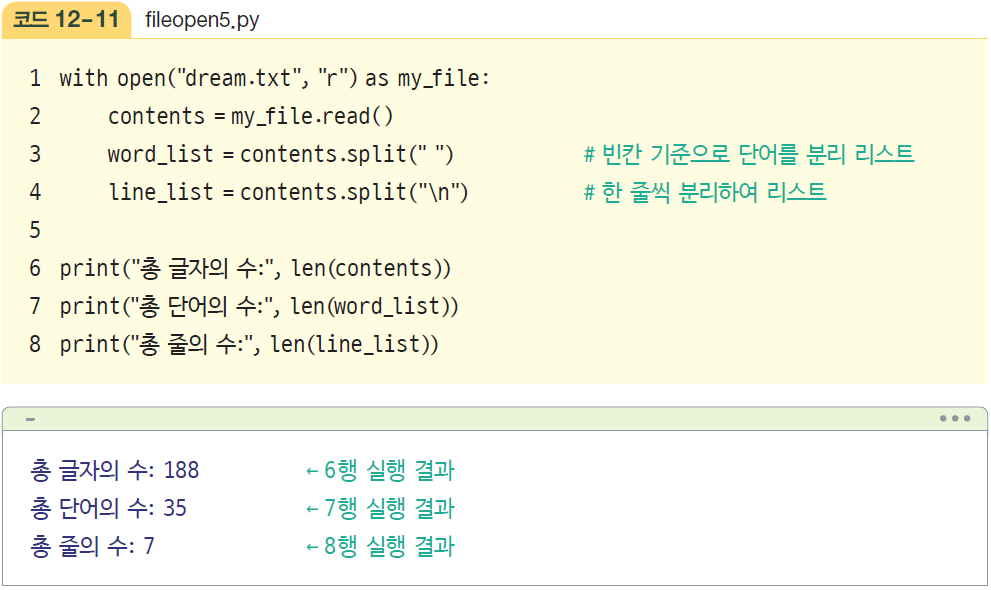 코드 12-11 fileopen5.py
1 with open("dream.txt", "r") as my_file:
2 contents = my_file.read()
3 word_list = contents.split(" ") # 빈칸 기준으로 단어를 분리 리스트
4 line_list = contents.split("\n") # 한 줄씩 분리하여 리스트
5
6 print("총 글자의 수:", len(contents))
7 print("총 단어의 수:", len(word_list))
8 print("총 줄의 수:", len(line_list))
총 글자의 수: 188 ← 6행 실행 결과
총 단어의 수: 35 ← 7행 실행 결과
총 줄의 수: 7 ← 8행 실행 결과